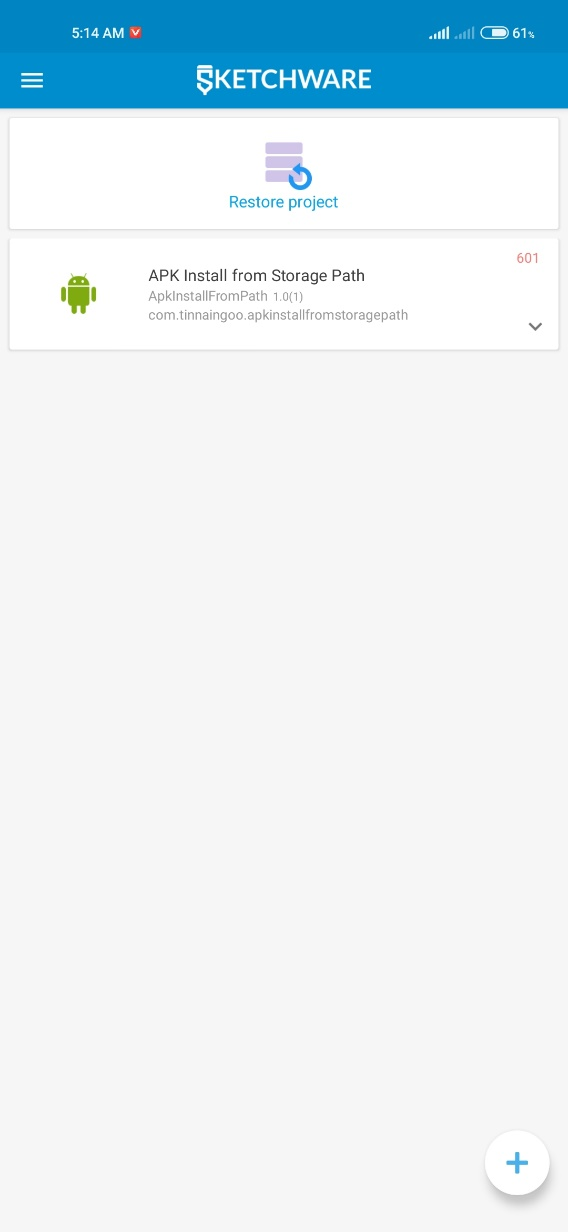 5:14 AM 61%
SKETCHWARE
Restore project
601
APK Install from Storage Path
ApkInstallFromPath 1.0(1)
com.tinnaingoo.apkinstallfromstoragepath